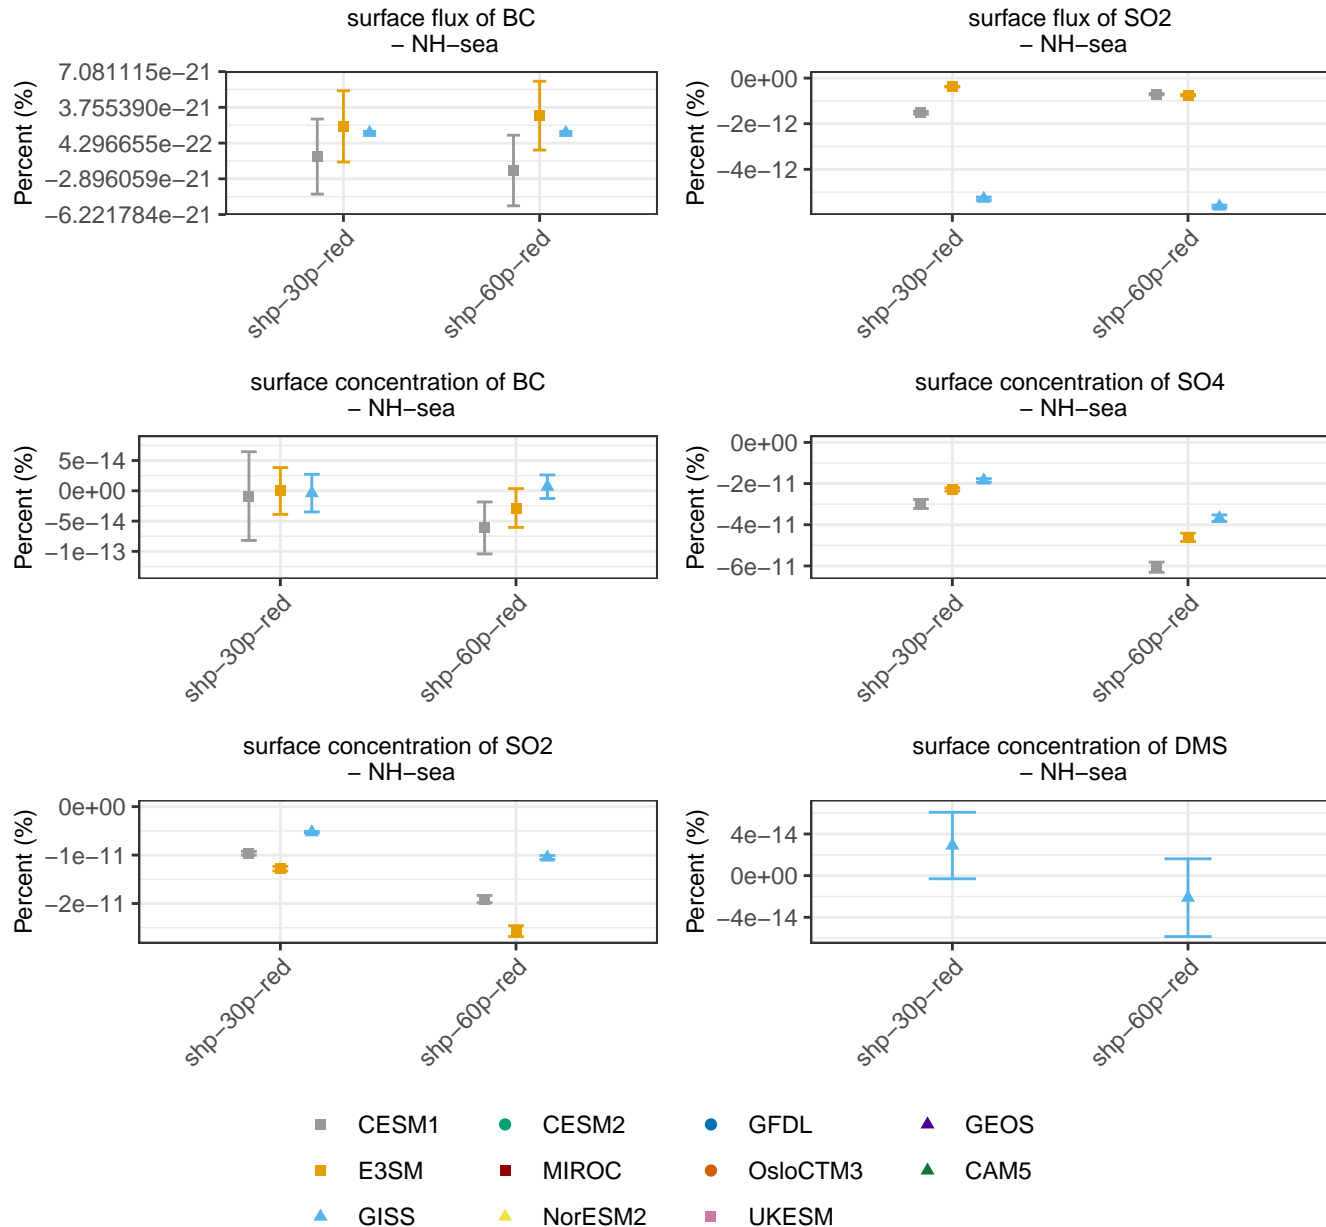 surface flux of BC
− NH−sea
Percent (%)
7.081115e−21
3.755390e−21
4.296655e−22
−2.896059e−21
−6.221784e−21
shp−30p−red
shp−60p−red
surface flux of SO2
− NH−sea
Percent (%)
0e+00
−2e−12
−4e−12
shp−30p−red
shp−60p−red
surface concentration of BC
− NH−sea
Percent (%)
5e−14
0e+00
−5e−14
−1e−13
shp−30p−red
shp−60p−red
surface concentration of SO4
− NH−sea
Percent (%)
0e+00
−2e−11
−4e−11
−6e−11
shp−30p−red
shp−60p−red
surface concentration of SO2
− NH−sea
Percent (%)
0e+00
−1e−11
−2e−11
shp−30p−red
shp−60p−red
surface concentration of DMS
− NH−sea
Percent (%)
4e−14
0e+00
−4e−14
shp−30p−red
shp−60p−red
CESM1 CESM2 GFDL GEOS
E3SM MIROC OsloCTM3 CAM5
GISS NorESM2 UKESM